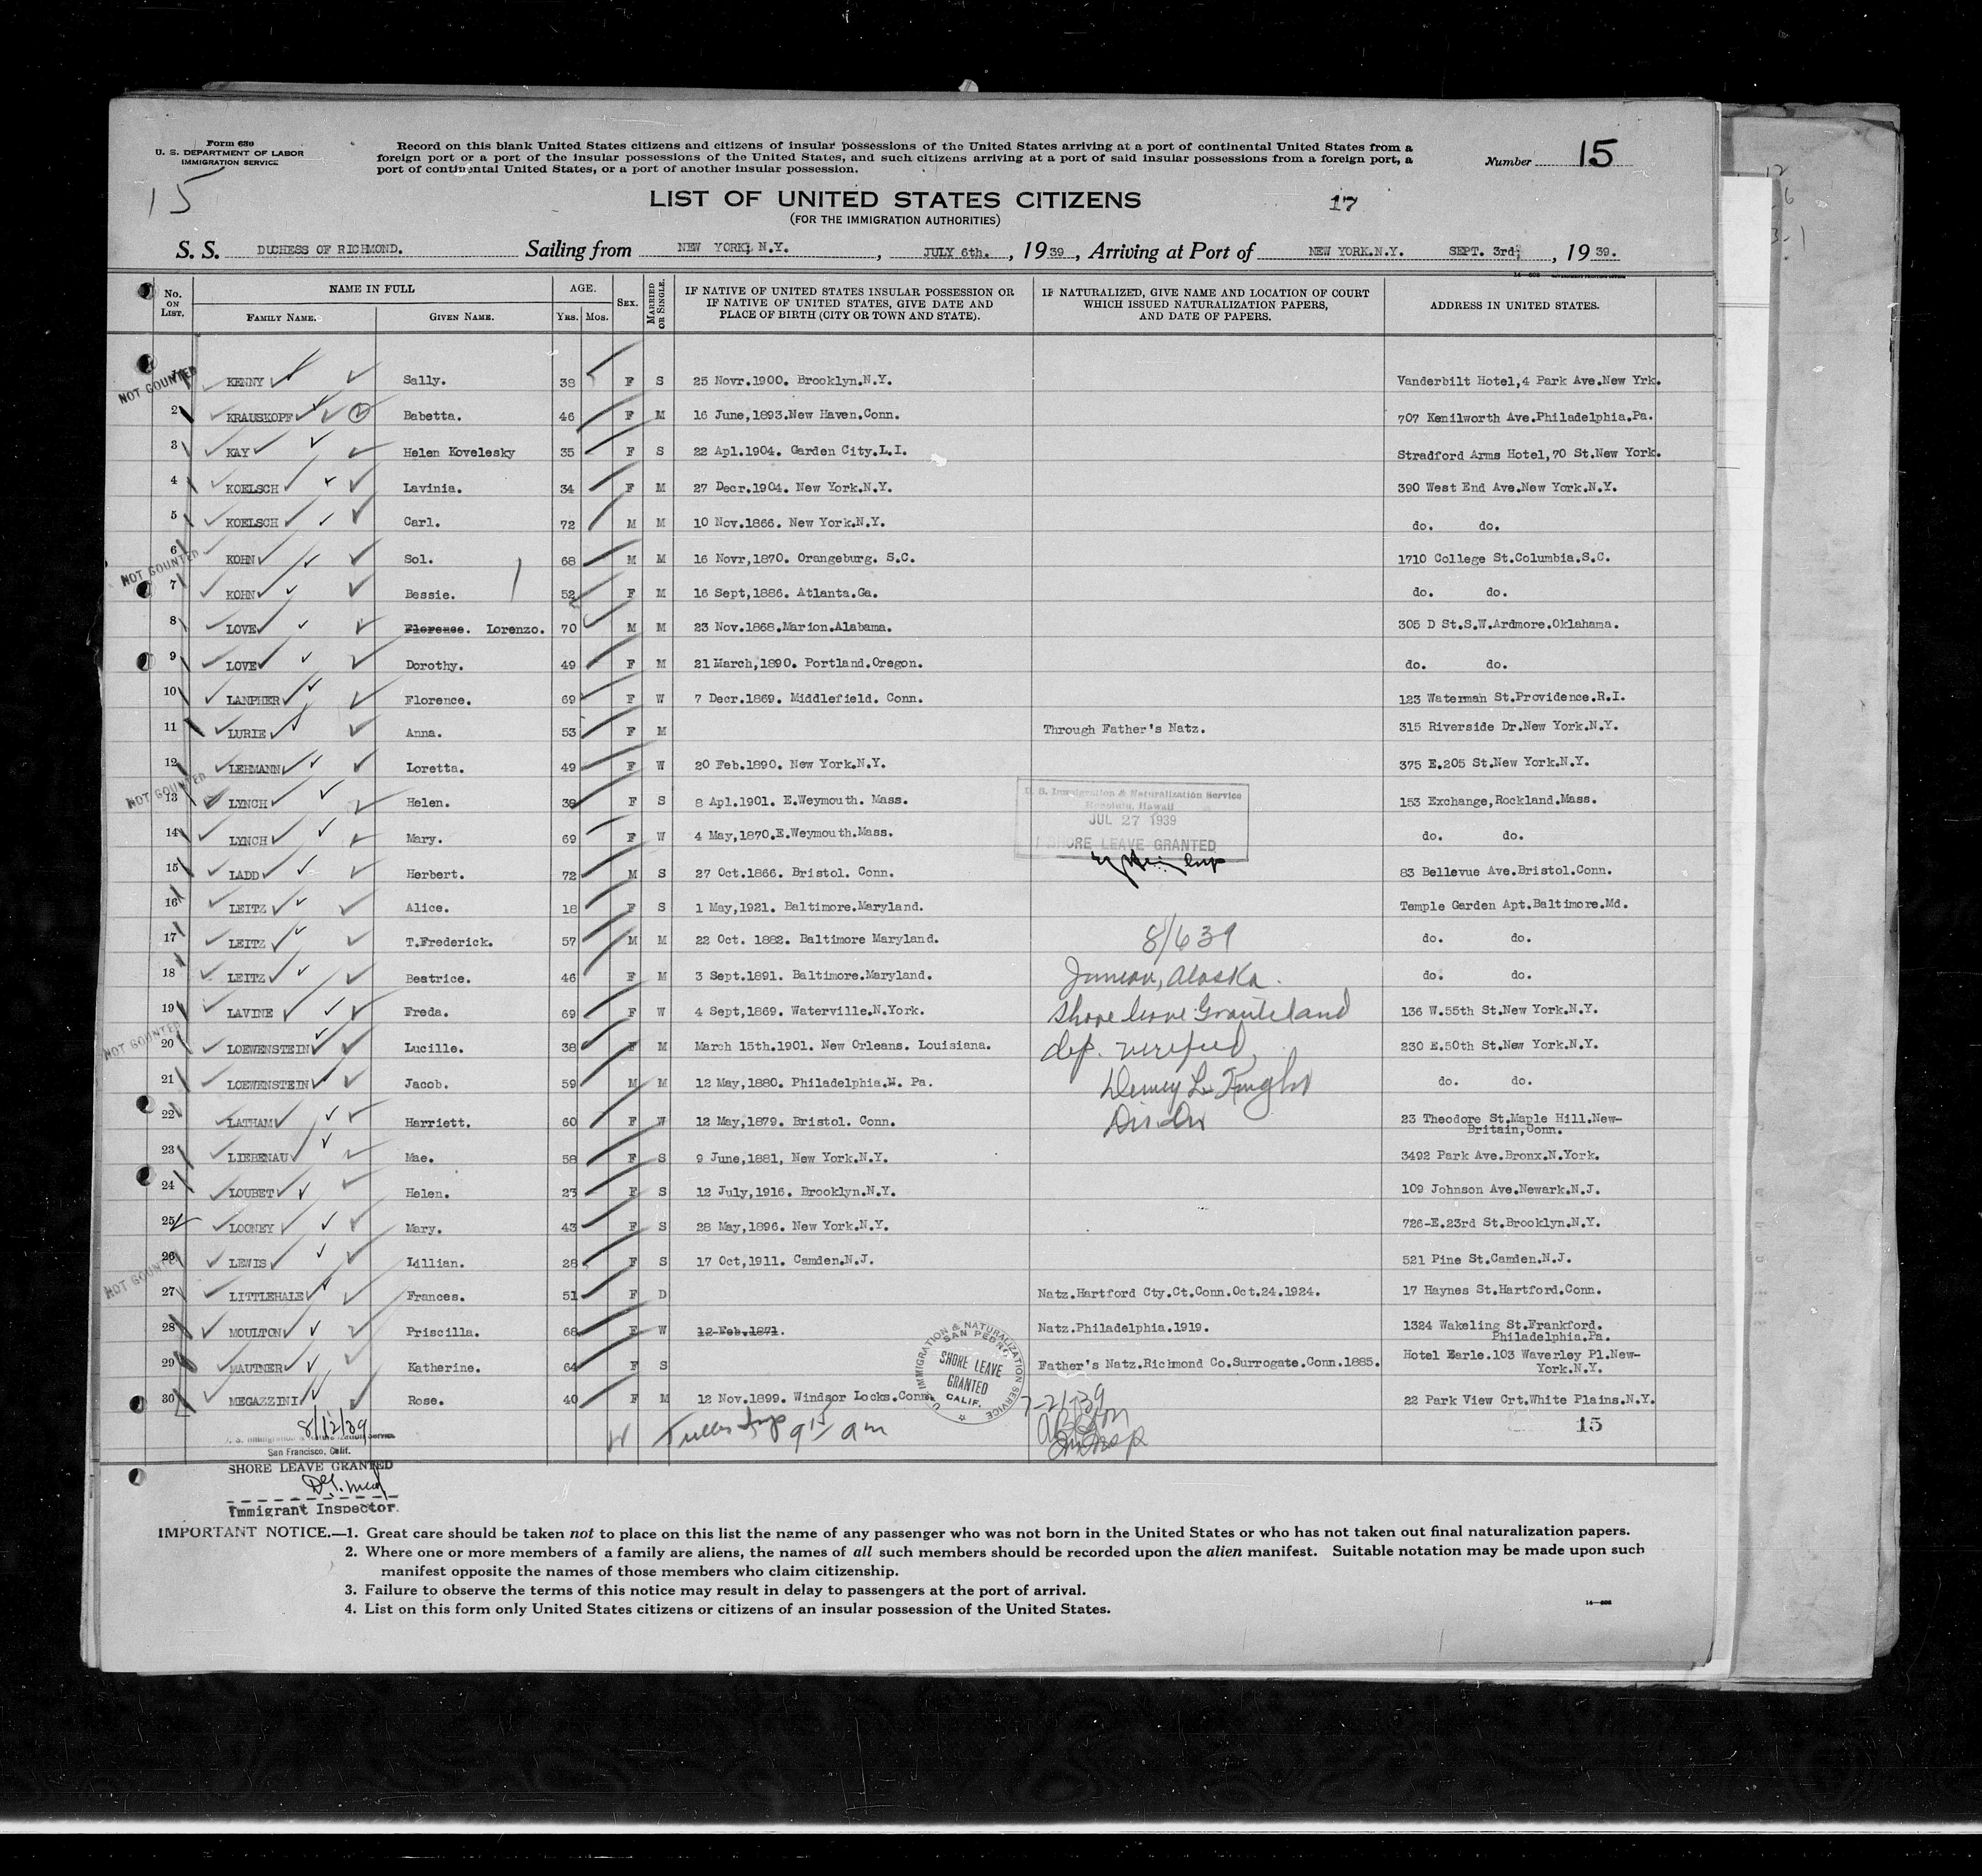 Form 630
U. S. DEPARTMENT OF LABOR
IMMIGRATION SERVICE
15
Record on this blank United States citizens and citizens of insular possessions of the United States arriving at a port of continental United States from a
foreign port or a port of the insular possessions of the United States, and such citizens arriving at a port of said insular possessions from a foreign port, a
port of continental United States, or a port of another insular possession.
Number 15
LIST OF UNITED STATES CITIZENS
(FOR THE IMMIGRATION AUTHORITIES)
17
S. S. DUCHESS OF RICHMOND. Sailing from NEW YORK, N.Y. , JULY 6th. , 1939 , Arriving at Port of NEW YORK.N.Y. SEPT. 3rd; , 1939.
No. ON LIST. NAME IN FULL FAMILY NAME. GIVEN NAME. AGE. YRS. MOS. SEX. MARRIED OR SINGLE. IF NATIVE OF UNITED STATES INSULAR POSSESSION OR IF NATIVE OF UNITED STATES, GIVE DATE AND PLACE OF BIRTH (CITY OR TOWN AND STATE). IF NATURALIZED, GIVE NAME AND LOCATION OF COURT WHICH ISSUED NATURALIZATION PAPERS, AND DATE OF PAPERS. ADDRESS IN UNITED STATES.
NOT COUNTED
1 KENNY Sally. 38 F S 25 Novr.1900. Brooklyn.N.Y. Vanderbilt Hotel,4 Park Ave.New Yrk.
2 KRAUSKOPF Babetta. 46 F M 16 June,1893.New Haven.Conn. 707 Kenilworth Ave.Philadelphia.Pa.
3 KAY Helen Kovelesky 35 F S 22 Apl.1904. Garden City.L.I. Stradford Arms Hotel,70 St.New York.
4 KOELSCH Lavinia. 34 F M 27 Decr.1904. New York.N.Y. 390 West End Ave.New York.N.Y.
5 KOELSCH Carl. 72 M M 10 Nov.1866. New York.N.Y. do. do.
6 KOHN Sol. 68 M M 16 Novr,1870. Orangeburg. S.C. 1710 College St.Columbia.S.C.
NOT COUNTED
7 KOHN Bessie. 52 F M 16 Sept,1886. Atlanta.Ga. do. do.
8 LOVE Florence. Lorenzo. 70 M M 23 Nov.1868.Marion.Alabama. 305 D St.S.W.Ardmore.Oklahama.
9 LOVE Dorothy. 49 F M 21 March,1890. Portland.Oregon. do. do.
10 LANPHER Florence. 69 F W 7 Decr.1869. Middlefield. Conn. 123 Waterman St.Providence.R.I.
11 LURIE Anna. 53 F M Through Father's Natz. 315 Riverside Dr.New York.N.Y.
12 LEHMANN Loretta. 49 F W 20 Feb.1890. New York.N.Y. 375 E.205 St.New York.N.Y.
NOT COUNTED
13 LYNCH Helen. 38 F S 8 Apl.1901. E.Weymouth. Mass. 153 Exchange,Rockland.Mass.
U. S. Immigration & Naturalization Service
Honolulu, Hawaii
JUL 27 1939
SHORE LEAVE GRANTED
14 LYNCH Mary. 69 F W 4 May,1870.E.Weymouth.Mass. do. do.
15 LADD Herbert. 72 M S 27 Oct.1866. Bristol. Conn. 83 Bellevue Ave.Bristol.Conn.
16 LEITZ Alice. 18 F S 1 May,1921. Baltimore.Maryland. Temple Garden Apt.Baltimore.Md.
17 LEITZ T.Frederick. 57 M M 22 Oct. 1882. Baltimore Maryland. 8/6 39 do. do.
18 LEITZ Beatrice. 46 F M 3 Sept.1891. Baltimore.Maryland. Juneau, Alaska. do. do.
19 LAVINE Freda. 69 F W 4 Sept,1869. Waterville.N.York. Shore leave Granted and 136 W.55th St.New York.N.Y.
NOT COUNTED
20 LOEWENSTEIN Lucille. 38 F M March 15th.1901. New Orleans. Louisiana. dep. verified, 230 E.50th St.New York.N.Y.
21 LOEWENSTEIN Jacob. 59 M M 12 May, 1880. Philadelphia.N. Pa. do. do.
22 LATHAM Harriett. 60 F W 12 May,1879. Bristol. Conn. 23 Theodore St.Maple Hill.New-
Britain,Conn.
23 LIEBENAU Mae. 58 F S 9 June,1881, New York.N.Y. 3492 Park Ave.Bronx.N.York.
24 LOUBET Helen. 23 F S 12 July,1916. Brooklyn.N.Y. 109 Johnson Ave.Newark.N.J.
25 LOONEY Mary. 43 F S 28 May,1896. New York.N.Y. 726-E.23rd St.Brooklyn.N.Y.
26 LEWIS Lillian. 28 F S 17 Oct,1911. Camden.N.J. 521 Pine St.Camden.N.J.
NOT COUNTED
27 LITTLEHALE Frances. 51 F D Natz.Hartford Cty.Ct.Conn.Oct.24.1924. 17 Haynes St.Hartford.Conn.
28 MOULTON Priscilla. 68 F W 12 Feb.1871. Natz.Philadelphia.1919. 1324 Wakeling St.Frankford.
Philadelphia.Pa.
29 MAUTNER Katherine. 64 F S Father's Natz.Richmond Co.Surrogate.Conn.1885. Hotel Earle.103 Waverley Pl.New-
York.N.Y.
30 MEGAZZINI Rose. 40 F M 12 Nov.1899. Windsor Locks.Conn. 22 Park View Crt.White Plains.N.Y.
U. S. IMMIGRATION & NATURALIZATION SERVICE
SAN PEDRO,
SHORE LEAVE
GRANTED
CALIF.
7-21-39
9 15 am
15
8/12/39
San Francisco, Calif.
SHORE LEAVE GRANTED
Immigrant Inspector.
IMPORTANT NOTICE.—1. Great care should be taken not to place on this list the name of any passenger who was not born in the United States or who has not taken out final naturalization papers.
2. Where one or more members of a family are aliens, the names of all such members should be recorded upon the alien manifest. Suitable notation may be made upon such
manifest opposite the names of those members who claim citizenship.
3. Failure to observe the terms of this notice may result in delay to passengers at the port of arrival.
4. List on this form only United States citizens or citizens of an insular possession of the United States.